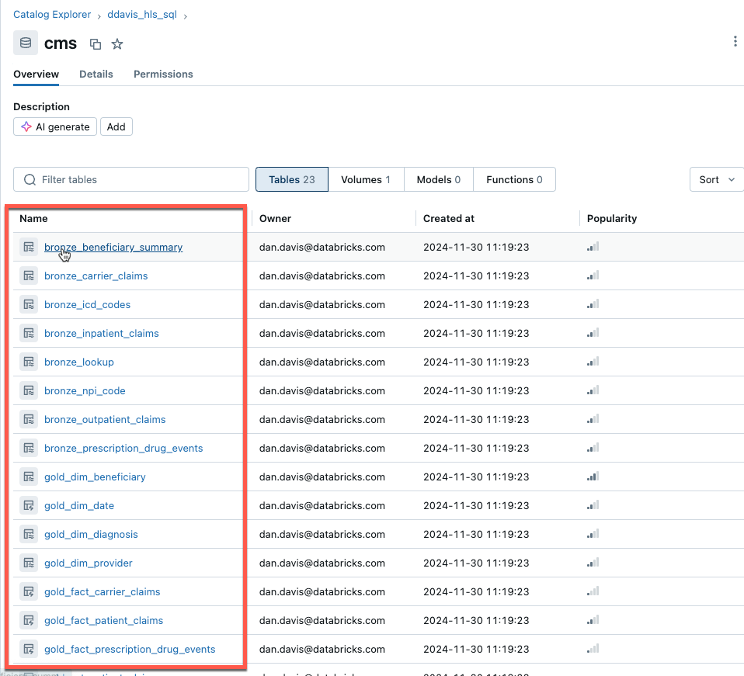 Catalog Explorer > ddavis_hls_sql >
cms
Overview Details Permissions
Description
AI generate Add
Filter tables Tables 23 Volumes 1 Models 0 Functions 0 Sort
Name Owner Created at Popularity
bronze_beneficiary_summary dan.davis@databricks.com 2024-11-30 11:19:23
bronze_carrier_claims dan.davis@databricks.com 2024-11-30 11:19:23
bronze_icd_codes dan.davis@databricks.com 2024-11-30 11:19:23
bronze_inpatient_claims dan.davis@databricks.com 2024-11-30 11:19:23
bronze_lookup dan.davis@databricks.com 2024-11-30 11:19:23
bronze_npi_code dan.davis@databricks.com 2024-11-30 11:19:23
bronze_outpatient_claims dan.davis@databricks.com 2024-11-30 11:19:23
bronze_prescription_drug_events dan.davis@databricks.com 2024-11-30 11:19:23
gold_dim_beneficiary dan.davis@databricks.com 2024-11-30 11:19:23
gold_dim_date dan.davis@databricks.com 2024-11-30 11:19:23
gold_dim_diagnosis dan.davis@databricks.com 2024-11-30 11:19:23
gold_dim_provider dan.davis@databricks.com 2024-11-30 11:19:23
gold_fact_carrier_claims dan.davis@databricks.com 2024-11-30 11:19:23
gold_fact_patient_claims dan.davis@databricks.com 2024-11-30 11:19:23
gold_fact_prescription_drug_events dan.davis@databricks.com 2024-11-30 11:19:23